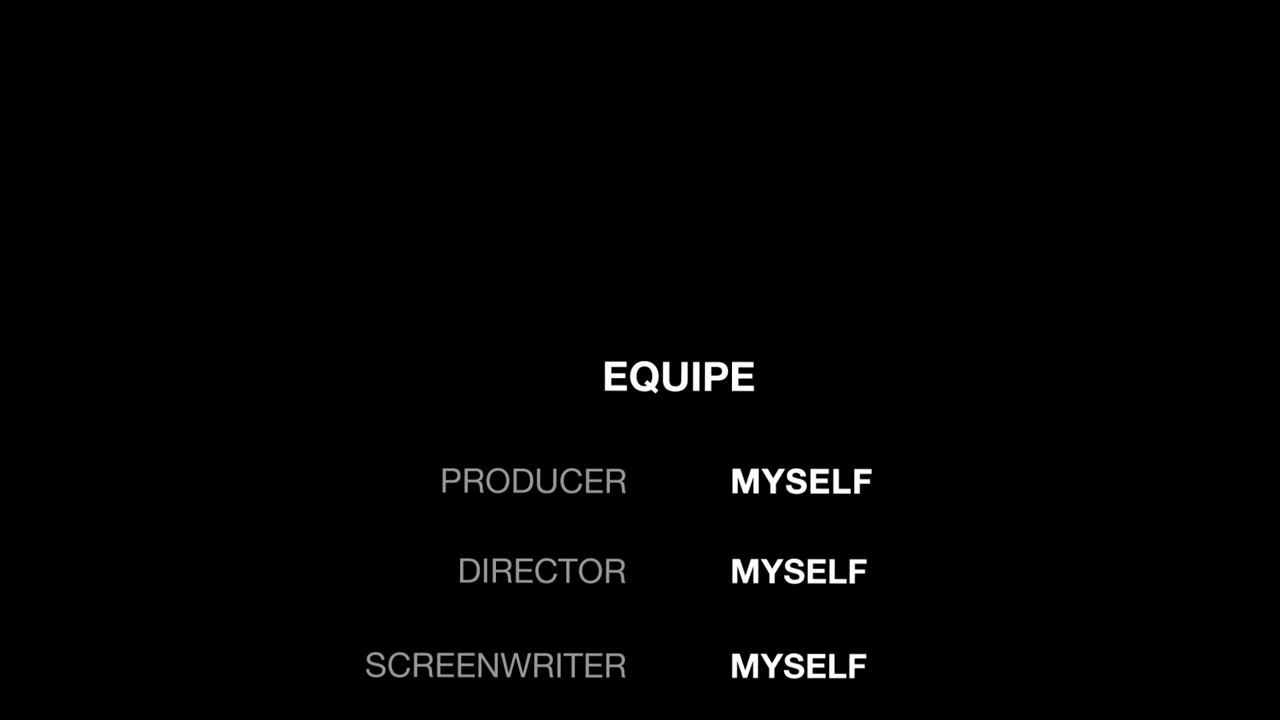 EQUIPE
PRODUCER MYSELF
DIRECTOR MYSELF
SCREENWRITER MYSELF